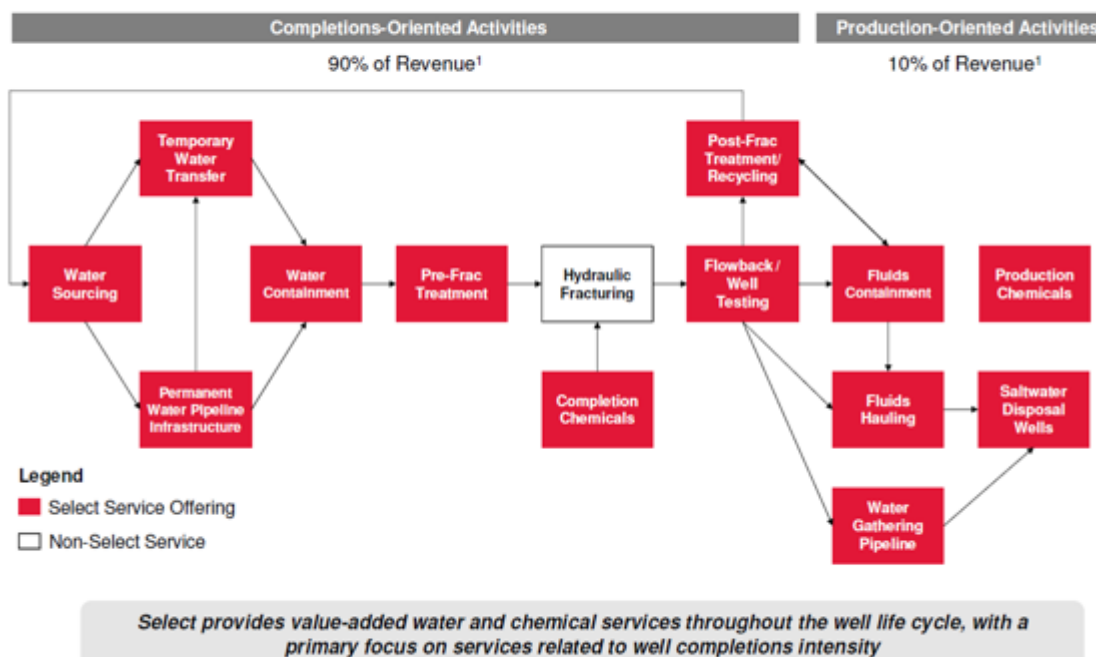 Completions-Oriented Activities
Production-Oriented Activities
90% of Revenue¹
10% of Revenue¹
Temporary
Water
Transfer
Post-Frac
Treatment/
Recycling
Water
Sourcing
Water
Containment
Pre-Frac
Treatment
Hydraulic
Fracturing
Flowback /
Well
Testing
Fluids
Containment
Production
Chemicals
Permanent
Water Pipeline
Infrastructure
Completion
Chemicals
Fluids
Hauling
Saltwater
Disposal
Wells
Legend
Select Service Offering
Non-Select Service
Water
Gathering
Pipeline
Select provides value-added water and chemical services throughout the well life cycle, with a
primary focus on services related to well completions intensity